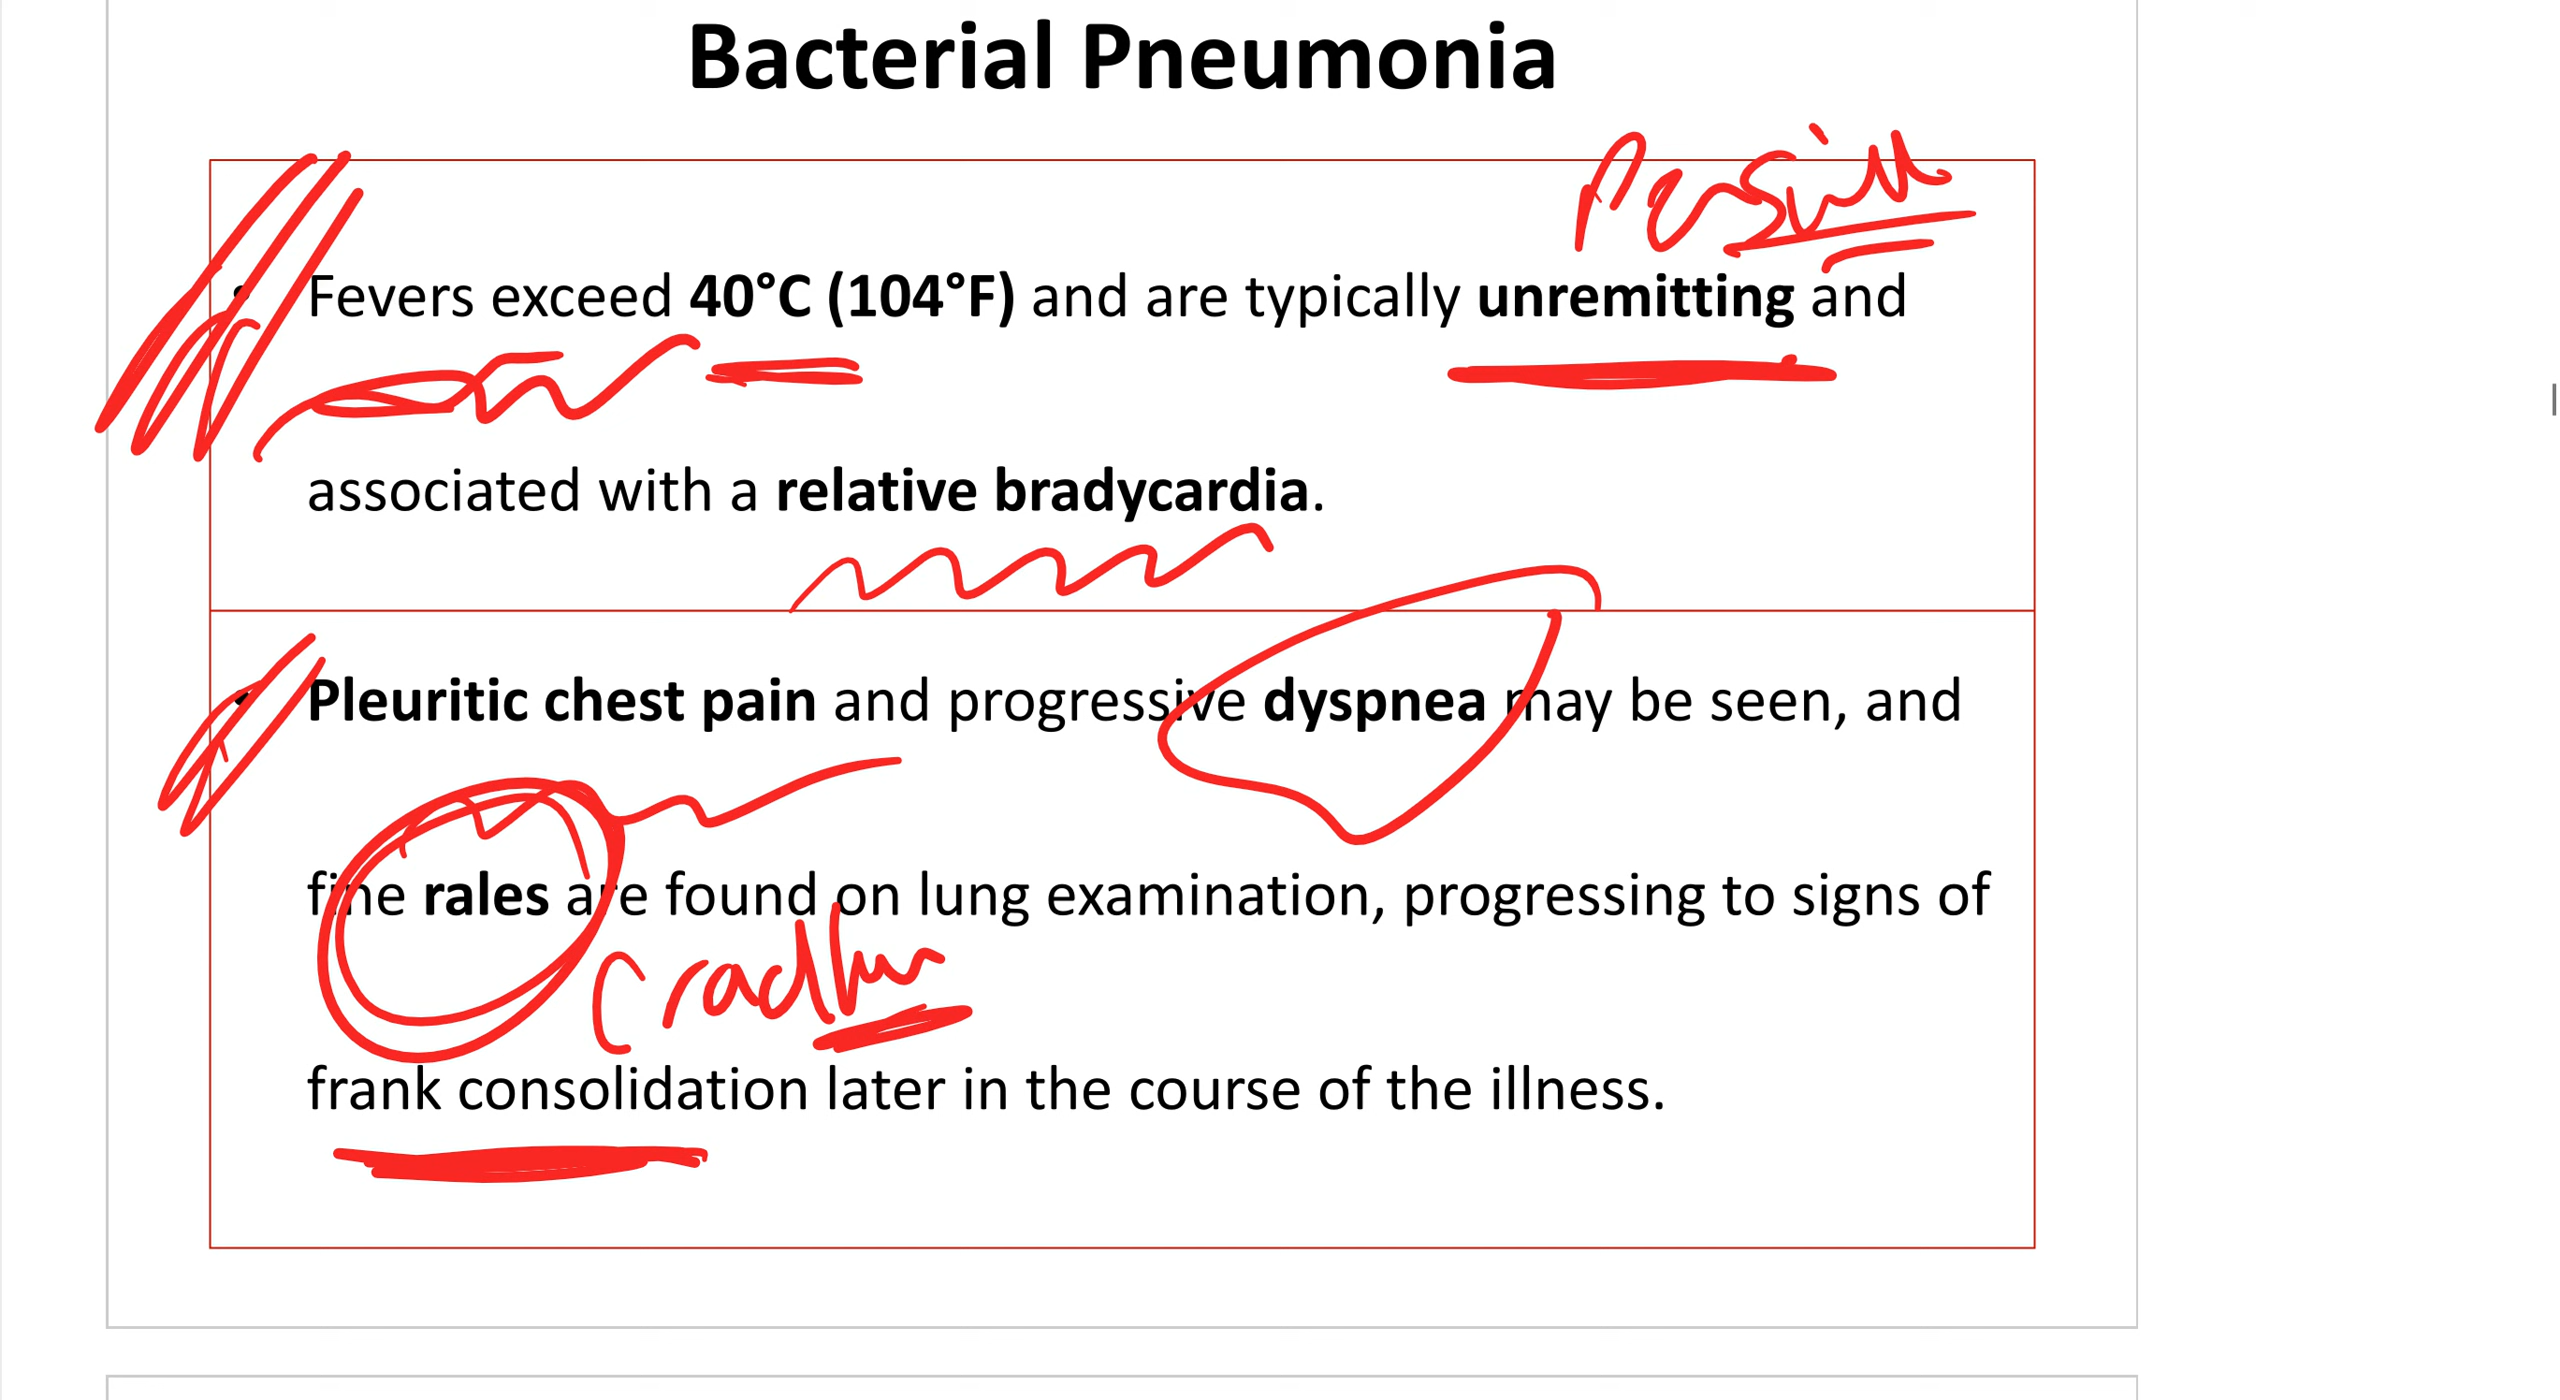 Bacterial Pneumonia
• Fevers exceed 40°C (104°F) and are typically unremitting and
associated with a relative bradycardia.
• Pleuritic chest pain and progressive dyspnea may be seen, and
fine rales are found on lung examination, progressing to signs of
frank consolidation later in the course of the illness.